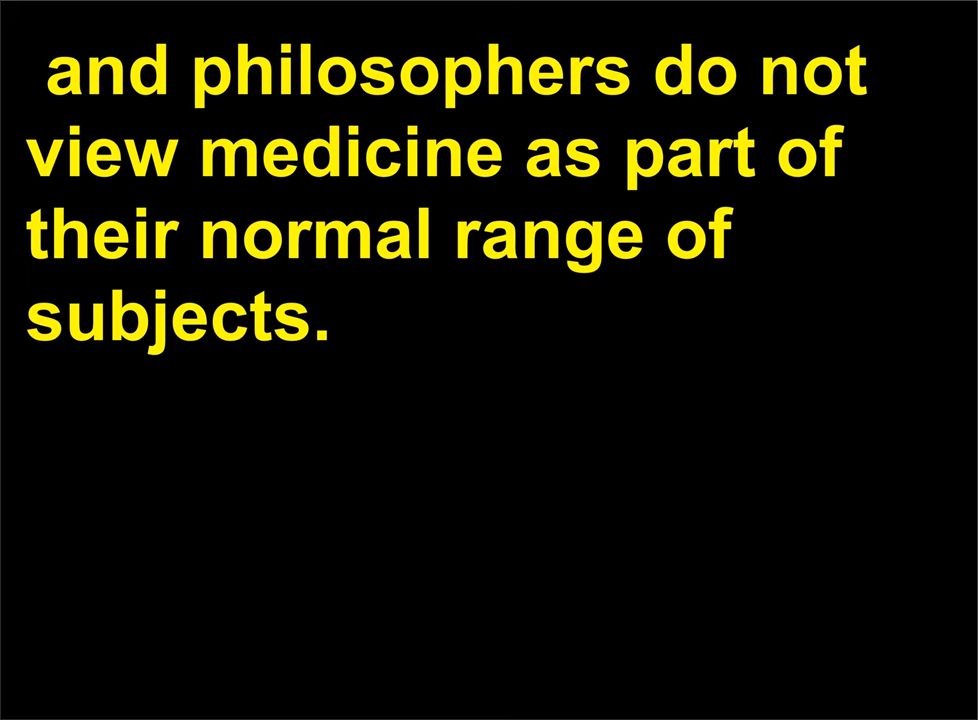 and philosophers do not
view medicine as part of
their normal range of
subjects.